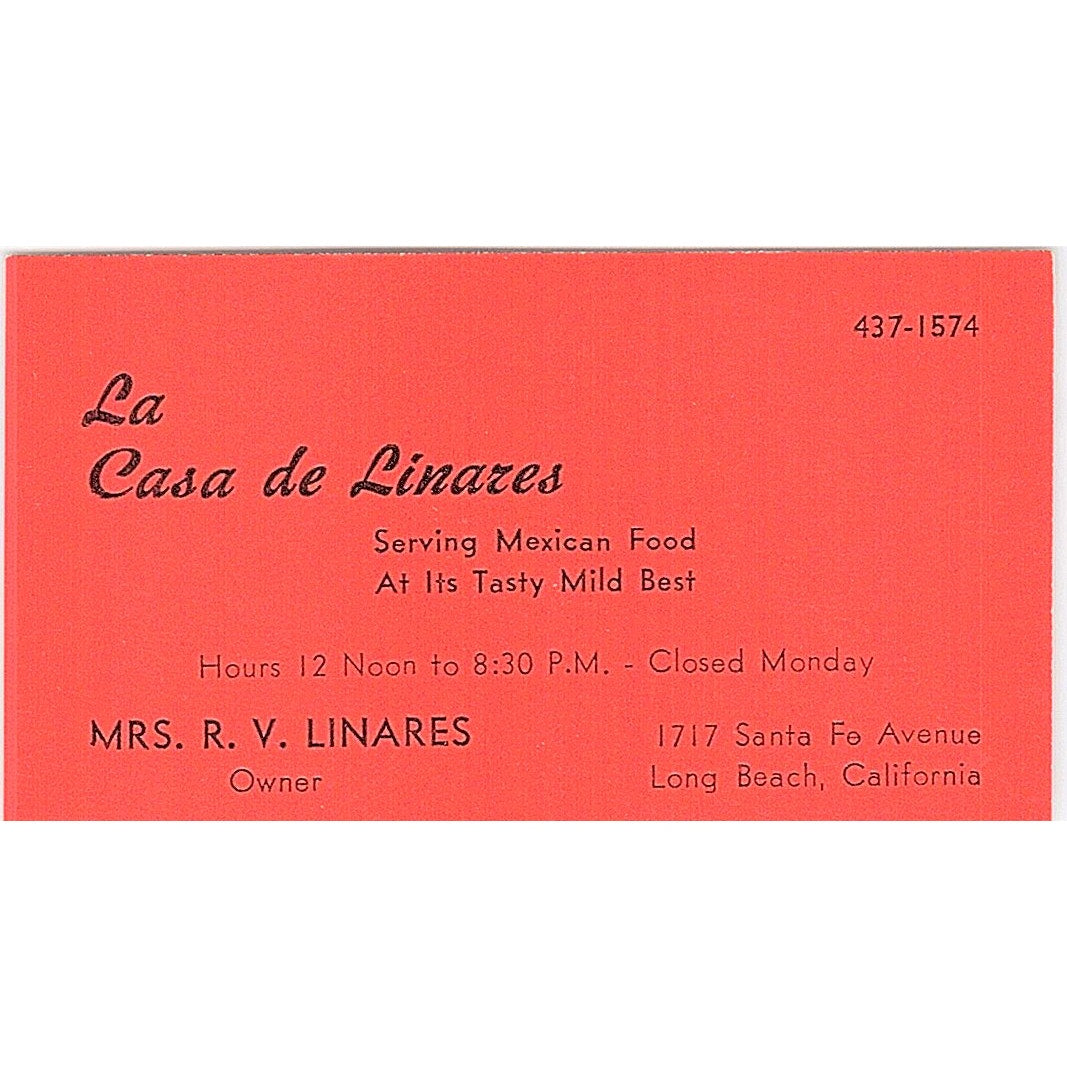 437-1574
La
Casa de Linares
Serving Mexican Food
At Its Tasty Mild Best
Hours 12 Noon to 8:30 P.M. - Closed Monday
MRS. R. V. LINARES
Owner
1717 Santa Fe Avenue
Long Beach, California